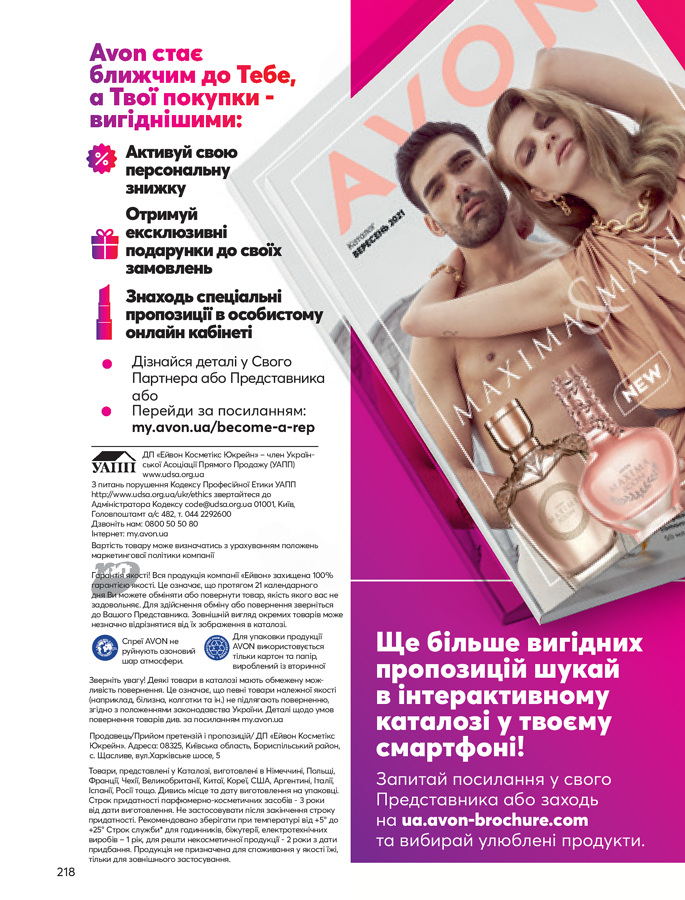 Avon стає
ближчим до Тебе,
а Твої покупки -
вигіднішими:
Активуй свою
персональну
знижку
Отримуй
ексклюзивні
подарунки до своїх
замовлень
Знаходь спеціальні
пропозиції в особистому
онлайн кабінеті
Дізнайся деталі у Свого
Партнера або Представника
або
Перейди за посиланням:
my.avon.ua/become-a-rep
УАПП
ДП «Ейвон Косметікс Юкрейн» – член Україн-
ської Асоціації Прямого Продажу (УАПП)
www.udsa.org.ua
З питань порушення Кодексу Професійної Етики УАПП
http://www.udsa.org.ua/ukr/ethics звертайтеся до
Адміністратора Кодексу code@udsa.org.ua 01001, Київ,
Головпоштамт а/с 482, т. 044 2292600
Дзвоніть нам: 0800 50 50 80
Інтернет: my.avon.ua
Вартість товару може визначатись з урахуванням положень
маркетингової політики компанії
Гарантія якості! Вся продукція компанії «Ейвон» захищена 100%
гарантією якості. Це означає, що протягом 21 календарного
дня Ви можете обміняти або повернути товар, якість якого вас не
задовольняє. Для здійснення обміну або повернення зверніться
до Вашого Представника. Зовнішній вигляд окремих товарів може
незначно відрізнятися від їх зображення в каталозі.
Спреї AVON не
руйнують озоновий
шар атмосфери.
Для упаковки продукції
AVON використовується
тільки картон та папір,
вироблений із вторинної
Зверніть увагу! Деякі товари в каталозі мають обмежену мож-
ливість повернення. Це означає, що певні товари належної якості
(наприклад, білизна, колготки та ін.) не підлягають поверненню,
згідно з положеннями законодавства України. Деталі щодо умов
повернення товарів див. за посиланням my.avon.ua
Продавець/Прийом претензій і пропозицій/ ДП «Ейвон Косметікс
Юкрейн». Адреса: 08325, Київська область, Бориспільський район,
с. Щасливе, вул.Харківське шосе, 5
Товари, представлені у Каталозі, виготовлені в Німеччині, Польщі,
Франції, Чехії, Великобританії, Китаї, Кореї, США, Аргентині, Італії,
Іспанії, Росії тощо. Дивись місце та дату виготовлення на упаковці.
Строк придатності парфюмерно-косметичних засобів - 3 роки
від дати виготовлення. Не застосовувати після закінчення строку
придатності. Рекомендовано зберігати при температурі від +5° до
+25° Строк служби* для годинників, біжутерії, електротехнічних
виробів – 1 рік, для решти некосметичної продукції - 2 роки з дати
придбання. Продукція не призначена для споживання у якості їжі,
тільки для зовнішнього застосування.
218
AVON
Каталог
ВЕРЕСЕНЬ 2021
MAXIMA & MAXIMA
NEW
Ще більше вигідних
пропозицій шукай
в інтерактивному
каталозі у твоєму
смартфоні!
Запитай посилання у свого
Представника або заходь
на ua.avon-brochure.com
та вибирай улюблені продукти.